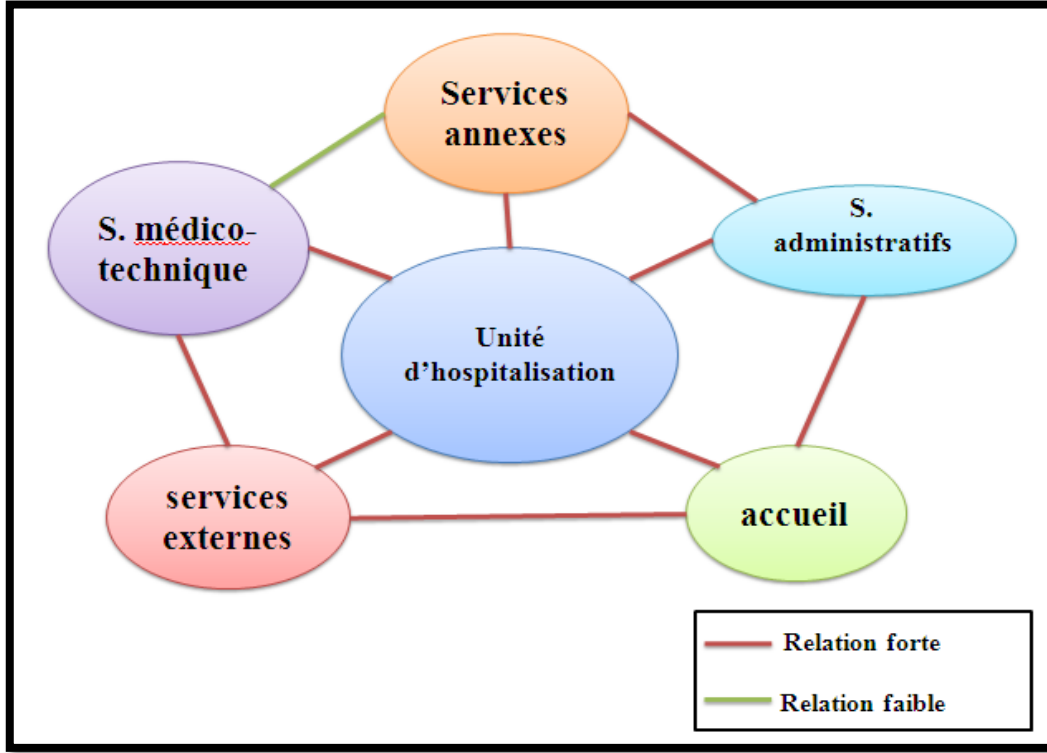 Services
annexes
S. médico-
technique
S.
administratifs
Unité
d’hospitalisation
services
externes
accueil
Relation forte
Relation faible